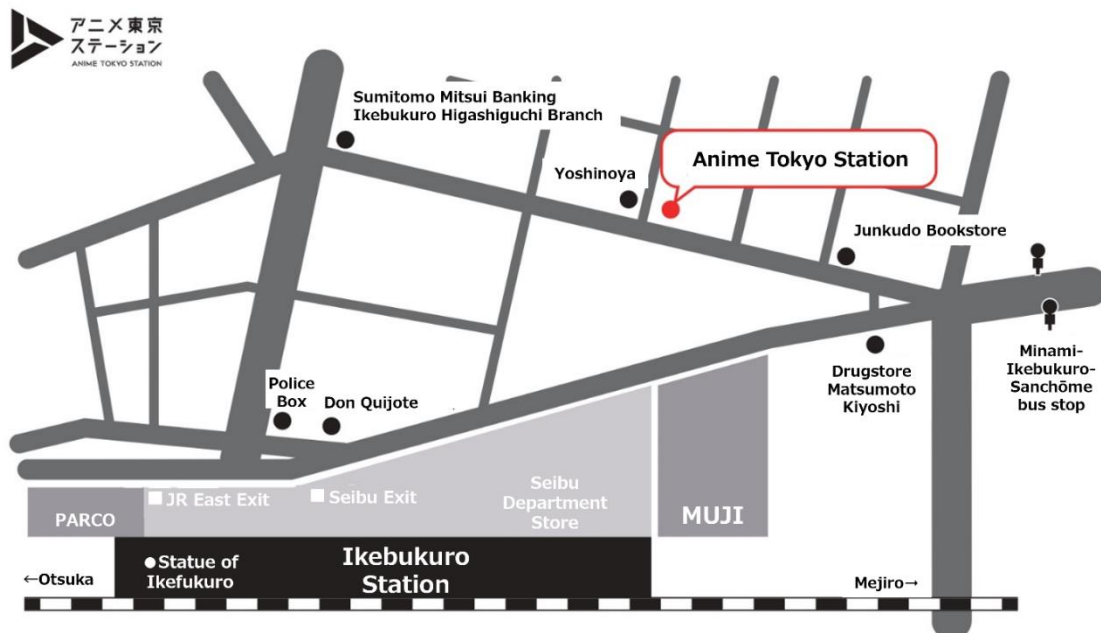 アニメ東京
ステーション
ANIME TOKYO STATION
Sumitomo Mitsui Banking
Ikebukuro Higashiguchi Branch
Anime Tokyo Station
Yoshinoya
Junkudo Bookstore
Police
Box
Don Quijote
Drugstore
Matsumoto
Kiyoshi
Minami-
Ikebukuro-
Sanchōme
bus stop
JR East Exit
Seibu Exit
Seibu
Department
Store
PARCO
MUJI
Statue of
Ikefukuro
Ikebukuro
Station
←Otsuka
Mejiro→